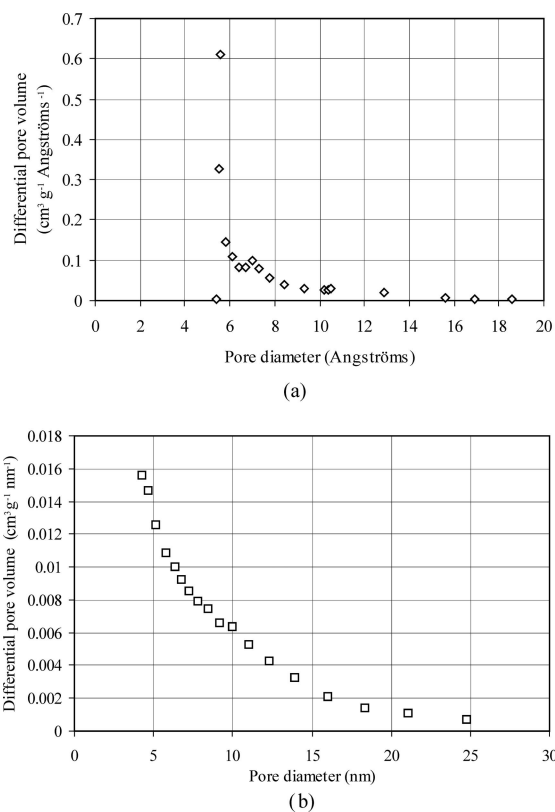 Differential pore volume
(cm³ g⁻¹ Angströms ⁻¹)
0.7
0.6
0.5
0.4
0.3
0.2
0.1
0
0 2 4 6 8 10 12 14 16 18 20
Pore diameter (Angströms)
(a)
Differential pore volume (cm³g⁻¹ nm⁻¹)
0.018
0.016
0.014
0.012
0.01
0.008
0.006
0.004
0.002
0
0 5 10 15 20 25 30
Pore diameter (nm)
(b)